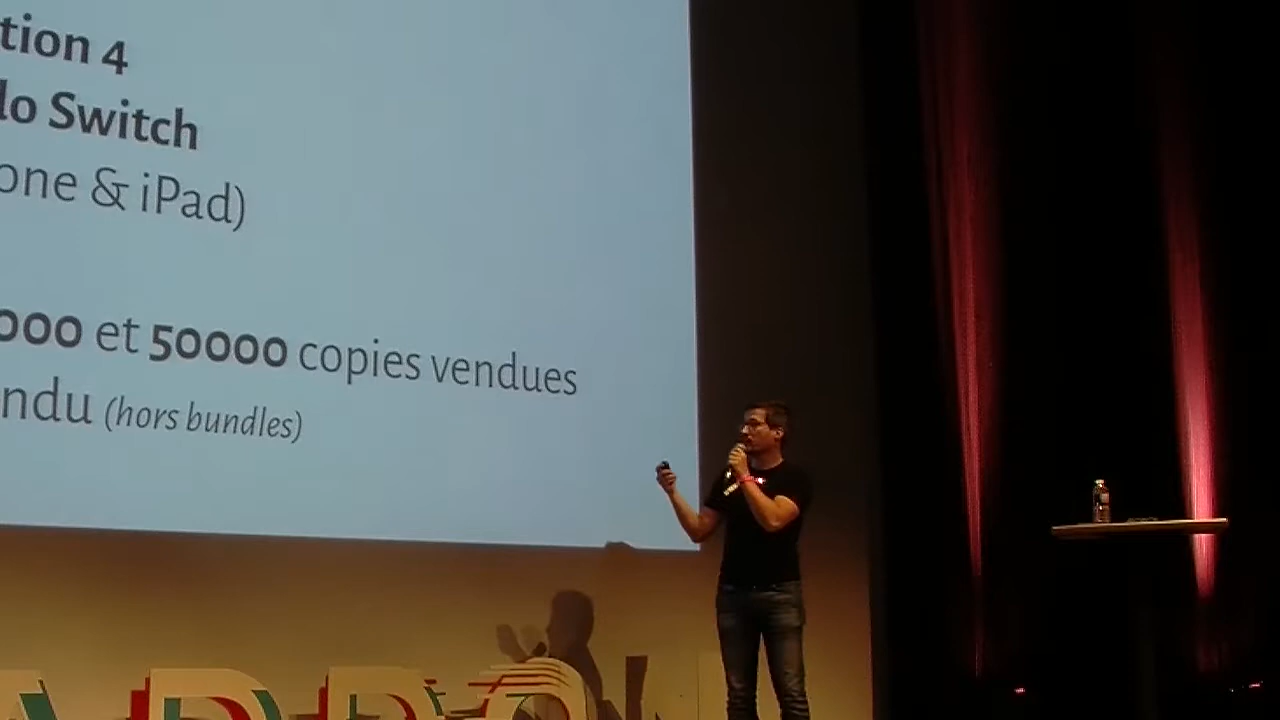 tion 4
lo Switch
one & iPad)
000 et 50000 copies vendues
ndu (hors bundles)